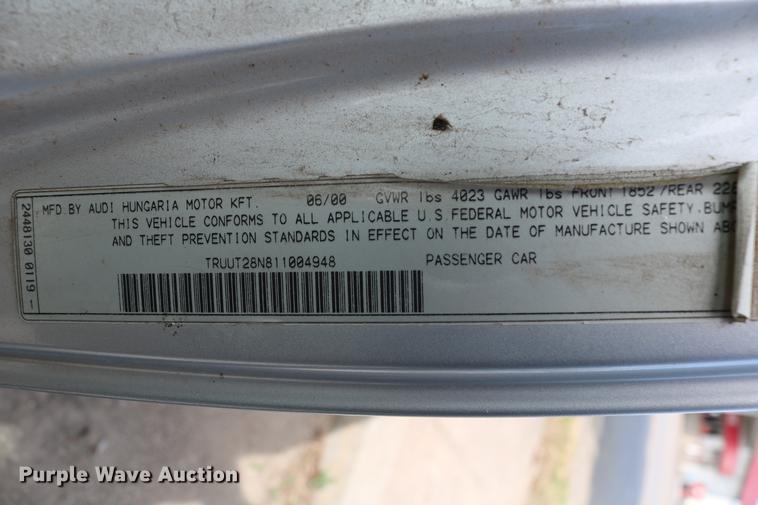 MFD BY AUDI HUNGARIA MOTOR KFT. 06/00 GVWR lbs 4023 GAWR lbs FRONT 1852 /REAR
THIS VEHICLE CONFORMS TO ALL APPLICABLE U.S FEDERAL MOTOR VEHICLE SAFETY,BUM
AND THEFT PREVENTION STANDARDS IN EFFECT ON THE DATE OF MANUFACTURE SHOWN
TRUUT28N811004948 PASSENGER CAR
2448130 0119 -
Purple Wave Auction